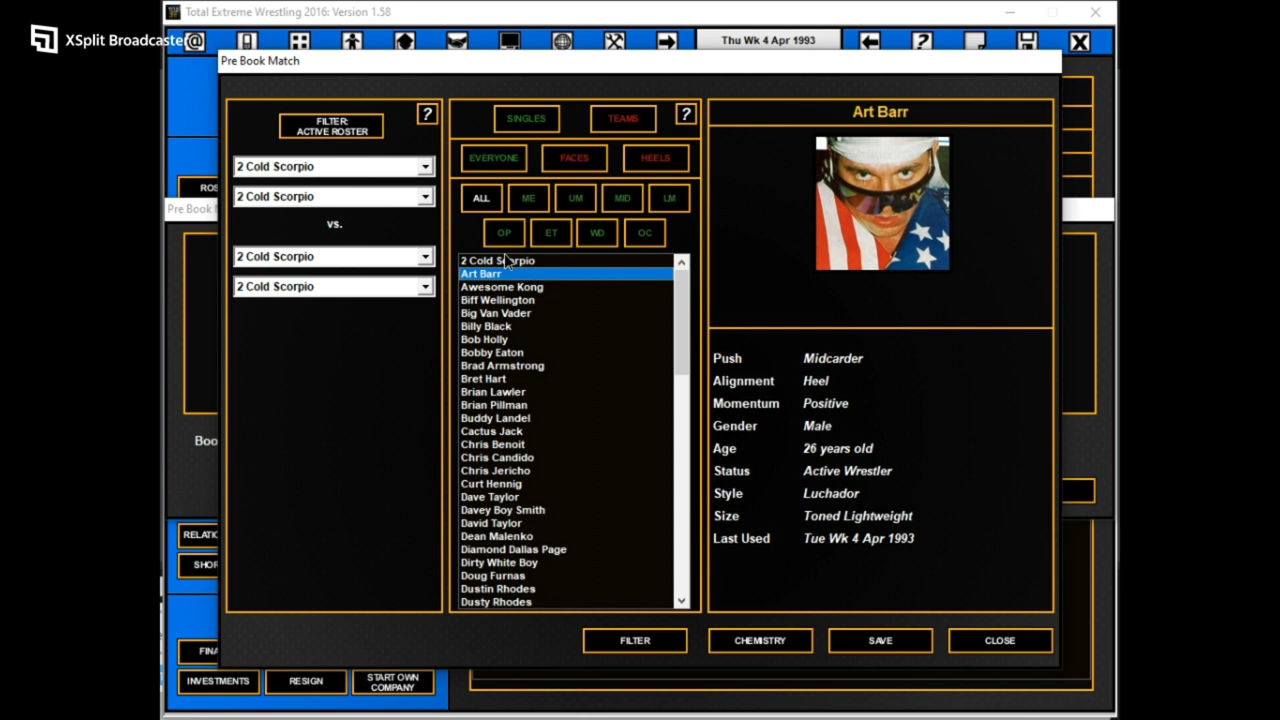 Total Extreme Wrestling 2016: Version 1.58
XSplit Broadcaste
Thu Wk 4 Apr 1993
Pre Book Match
FILTER:
ACTIVE ROSTER
?
2 Cold Scorpio
2 Cold Scorpio
vs.
2 Cold Scorpio
2 Cold Scorpio
SINGLES
TEAMS
?
EVERYONE
FACES
HEELS
ALL
ME
UM
MID
LM
OP
ET
WD
OC
2 Cold Scorpio
Art Barr
Awesome Kong
Biff Wellington
Big Van Vader
Billy Black
Bob Holly
Bobby Eaton
Brad Armstrong
Bret Hart
Brian Lawler
Brian Pillman
Buddy Landel
Cactus Jack
Chris Benoit
Chris Candido
Chris Jericho
Curt Hennig
Dave Taylor
Davey Boy Smith
David Taylor
Dean Malenko
Diamond Dallas Page
Dirty White Boy
Doug Furnas
Dustin Rhodes
Dusty Rhodes
Art Barr
Push Midcarder
Alignment Heel
Momentum Positive
Gender Male
Age 26 years old
Status Active Wrestler
Style Luchador
Size Toned Lightweight
Last Used Tue Wk 4 Apr 1993
FILTER
CHEMISTRY
SAVE
CLOSE
ROS
Pre Book
Boo
RELATIO
SHOR
FINA
INVESTMENTS
RESIGN
START OWN
COMPANY